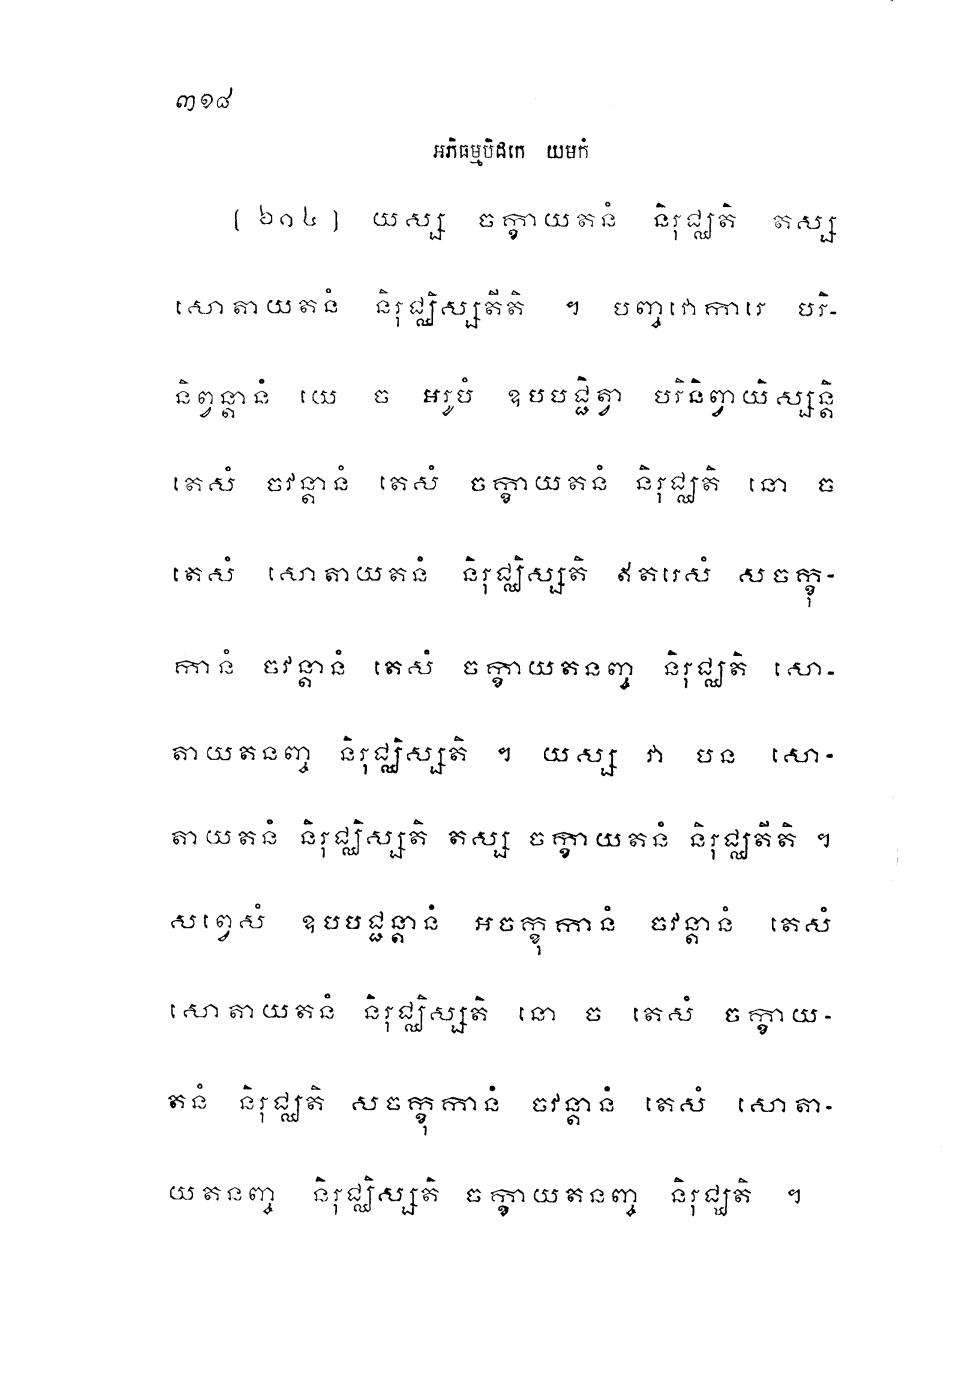 ៣១៨
អភិធម្មបិដកេ យមកំ
(៦១៤) យស្ស ចក្ខាយតនំ និរុជ្ឈតិ តស្ស
សោតាយតនំ និរុជ្ឈិស្សតីតិ ។ បញ្ចវោការេ បរិ-
និព្វន្តានំ យេ ច អរូបំ ឧបបជ្ជិត្វា បរិនិព្វាយិស្សន្តិ
តេសំ ចវន្តានំ តេសំ ចក្ខាយតនំ និរុជ្ឈតិ នោ ច
តេសំ សោតាយតនំ និរុជ្ឈិស្សតិ ឥតរេសំ សចក្ខុ-
កានំ ចវន្តានំ តេសំ ចក្ខាយតនញ្ច និរុជ្ឈតិ សោ-
តាយតនញ្ច និរុជ្ឈិស្សតិ ។ យស្ស វា បន សោ-
តាយតនំ និរុជ្ឈិស្សតិ តស្ស ចក្ខាយតនំ និរុជ្ឈតីតិ ។
សព្វេសំ ឧបបជ្ជន្តានំ អចក្ខុកានំ ចវន្តានំ តេសំ
សោតាយតនំ និរុជ្ឈិស្សតិ នោ ច តេសំ ចក្ខាយ-
តនំ និរុជ្ឈតិ សចក្ខុកានំ ចវន្តានំ តេសំ សោតា-
យតនញ្ច និរុជ្ឈិស្សតិ ចក្ខាយតនញ្ច និរុជ្ឈតិ ។